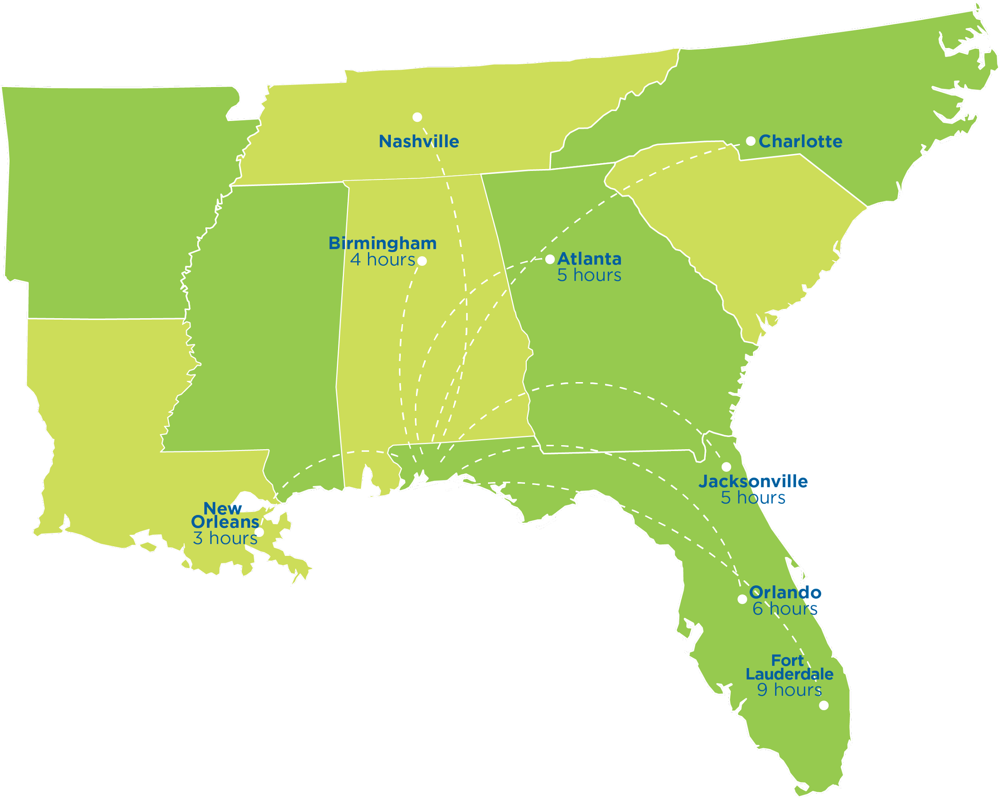 Nashville
Charlotte
Birmingham
4 hours
Atlanta
5 hours
Jacksonville
5 hours
New
Orleans
3 hours
Orlando
6 hours
Fort
Lauderdale
9 hours